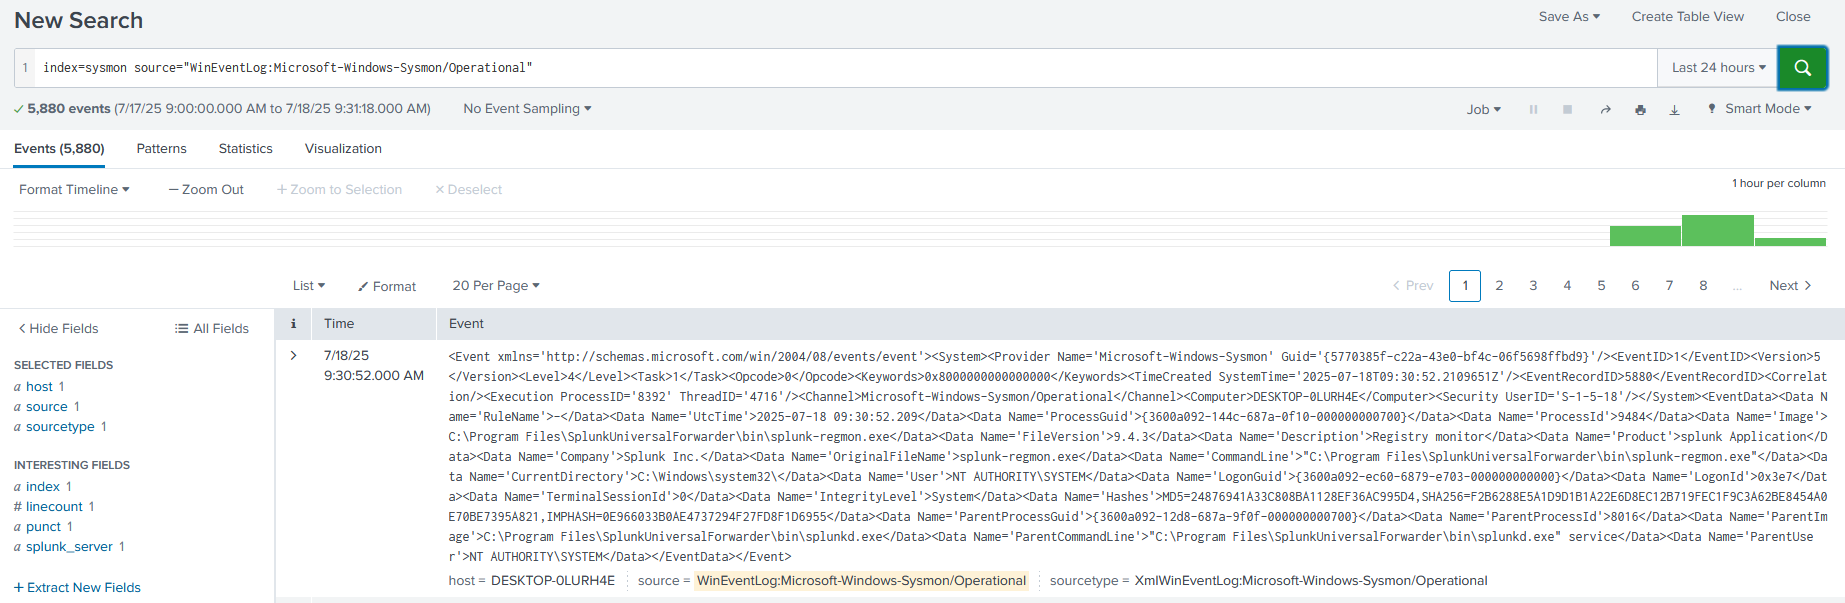 New Search
Save As
Create Table View
Close
1
index=sysmon source="WinEventLog:Microsoft-Windows-Sysmon/Operational"
Last 24 hours
5,880 events (7/17/25 9:00:00.000 AM to 7/18/25 9:31:18.000 AM)
No Event Sampling
Job
Smart Mode
Events (5,880)
Patterns
Statistics
Visualization
Format Timeline
— Zoom Out
+ Zoom to Selection
× Deselect
1 hour per column
List
Format
20 Per Page
< Prev
1
2
3
4
5
6
7
8
...
Next >
< Hide Fields
All Fields
i
Time
Event
SELECTED FIELDS
a host 1
a source 1
a sourcetype 1
INTERESTING FIELDS
a index 1
# linecount 1
a punct 1
a splunk_server 1
+ Extract New Fields
>
7/18/25
9:30:52.000 AM
<Event xmlns='http://schemas.microsoft.com/win/2004/08/events/event'><System><Provider Name='Microsoft-Windows-Sysmon' Guid='{5770385f-c22a-43e0-bf4c-06f5698ffbd9}'/><EventID>1</EventID><Version>5
</Version><Level>4</Level><Task>1</Task><Opcode>0</Opcode><Keywords>0x8000000000000000</Keywords><TimeCreated SystemTime='2025-07-18T09:30:52.2109651Z'/><EventRecordID>5880</EventRecordID><Correlat
ion/><Execution ProcessID='8392' ThreadID='4716'/><Channel>Microsoft-Windows-Sysmon/Operational</Channel><Computer>DESKTOP-0LURH4E</Computer><Security UserID='S-1-5-18'/></System><EventData><Data N
ame='RuleName'>-</Data><Data Name='UtcTime'>2025-07-18 09:30:52.209</Data><Data Name='ProcessGuid'>{3600a092-144c-687a-0f10-000000000700}</Data><Data Name='ProcessId'>9484</Data><Data Name='Image'>
C:\Program Files\SplunkUniversalForwarder\bin\splunk-regmon.exe</Data><Data Name='FileVersion'>9.4.3</Data><Data Name='Description'>Registry monitor</Data><Data Name='Product'>splunk Application</D
ata><Data Name='Company'>Splunk Inc.</Data><Data Name='OriginalFileName'>splunk-regmon.exe</Data><Data Name='CommandLine'>"C:\Program Files\SplunkUniversalForwarder\bin\splunk-regmon.exe"</Data><Da
ta Name='CurrentDirectory'>C:\Windows\system32\</Data><Data Name='User'>NT AUTHORITY\SYSTEM</Data><Data Name='LogonGuid'>{3600a092-ec60-6879-e703-000000000000}</Data><Data Name='LogonId'>0x3e7</Dat
a><Data Name='TerminalSessionId'>0</Data><Data Name='IntegrityLevel'>System</Data><Data Name='Hashes'>MD5=24876941A33C808BA1128EF36AC995D4,SHA256=F2B6288E5A1D9D1B1A22E6D8EC12B719FEC1F9C3A62BE8454A0
E70BE7395A821,IMPHASH=0E966033B0AE4737294F27FD8F1D6955</Data><Data Name='ParentProcessGuid'>{3600a092-12d8-687a-9f0f-000000000700}</Data><Data Name='ParentProcessId'>8016</Data><Data Name='ParentIm
age'>C:\Program Files\SplunkUniversalForwarder\bin\splunkd.exe</Data><Data Name='ParentCommandLine'>"C:\Program Files\SplunkUniversalForwarder\bin\splunkd.exe" service</Data><Data Name='ParentUse
r'>NT AUTHORITY\SYSTEM</Data></EventData></Event>
host = DESKTOP-0LURH4E
source = WinEventLog:Microsoft-Windows-Sysmon/Operational
sourcetype = XmlWinEventLog:Microsoft-Windows-Sysmon/Operational